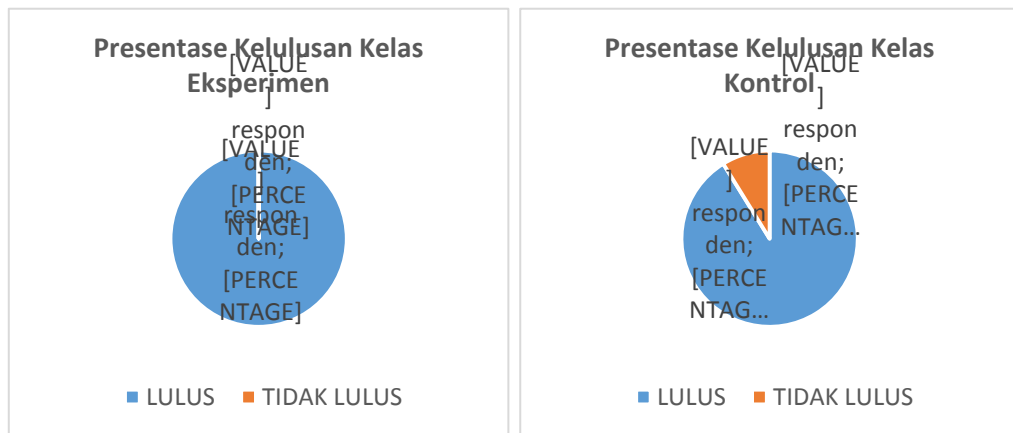 Presentase Kelulusan Kelas
Eksperimen
[VALUE
]
respon
den;
[PERCE
NTAGE]
[VALUE
]
respon
den;
[PERCE
NTAGE]
LULUS TIDAK LULUS
Presentase Kelulusan Kelas
Kontrol
[VALUE
]
respon
den;
[PERCE
NTAG...
[VALUE
]
respon
den;
[PERCE
NTAG...
LULUS TIDAK LULUS